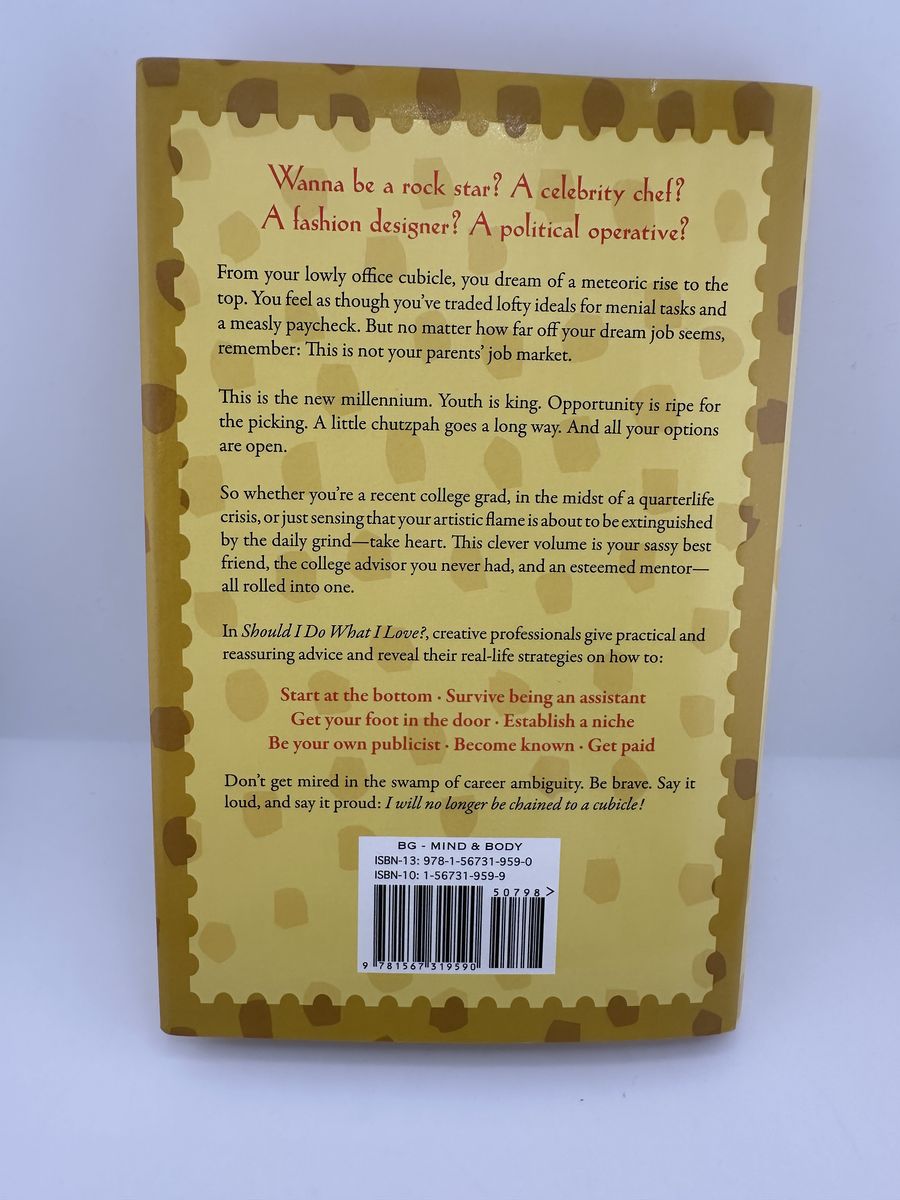 Wanna be a rock star? A celebrity chef?
A fashion designer? A political operative?
From your lowly office cubicle, you dream of a meteoric rise to the
top. You feel as though you've traded lofty ideals for menial tasks and
a measly paycheck. But no matter how far off your dream job seems,
remember: This is not your parents' job market.
This is the new millennium. Youth is king. Opportunity is ripe for
the picking. A little chutzpah goes a long way. And all your options
are open.
So whether you're a recent college grad, in the midst of a quarterlife
crisis, or just sensing that your artistic flame is about to be extinguished
by the daily grind—take heart. This clever volume is your sassy best
friend, the college advisor you never had, and an esteemed mentor—
all rolled into one.
In Should I Do What I Love?, creative professionals give practical and
reassuring advice and reveal their real-life strategies on how to:
Start at the bottom · Survive being an assistant
Get your foot in the door · Establish a niche
Be your own publicist · Become known · Get paid
Don't get mired in the swamp of career ambiguity. Be brave. Say it
loud, and say it proud: I will no longer be chained to a cubicle!
BG - MIND & BODY
ISBN-13: 978-1-56731-959-0
ISBN-10: 1-56731-959-9
50798>
9 781567 319590